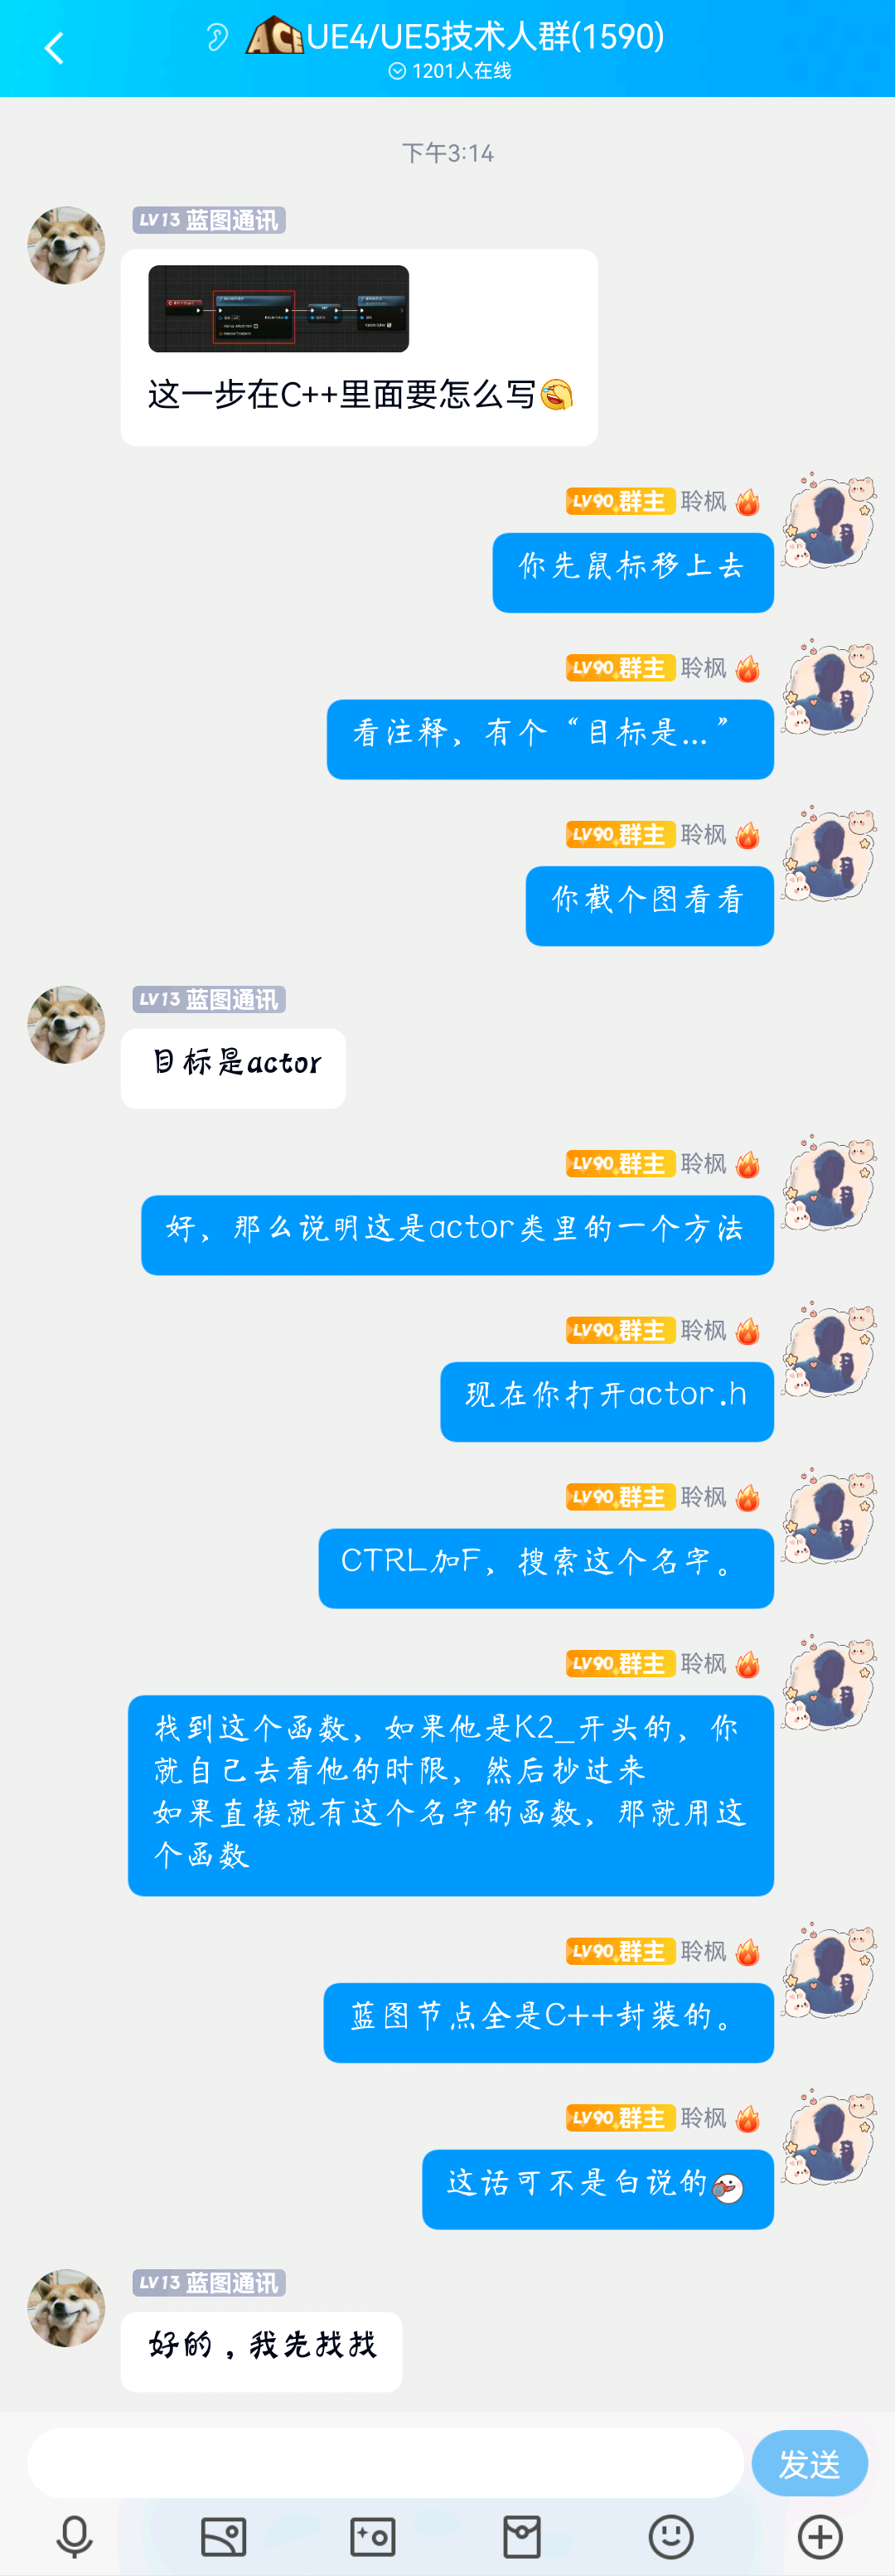 ACE UE4/UE5技术人群(1590)
1201人在线
下午3:14
LV13 蓝图通讯
这一步在C++里面要怎么写
LV90 群主 聆枫
你先鼠标移上去
LV90 群主 聆枫
看注释，有个“目标是...”
LV90 群主 聆枫
你截个图看看
LV13 蓝图通讯
目标是actor
LV90 群主 聆枫
好，那么说明这是actor类里的一个方法
LV90 群主 聆枫
现在你打开actor.h
LV90 群主 聆枫
CTRL加F，搜索这个名字。
LV90 群主 聆枫
找到这个函数，如果他是K2_开头的，你
就自己去看他的时限，然后抄过来
如果直接就有这个名字的函数，那就用这
个函数
LV90 群主 聆枫
蓝图节点全是C++封装的。
LV90 群主 聆枫
这话可不是白说的
LV13 蓝图通讯
好的，我先找找
发送